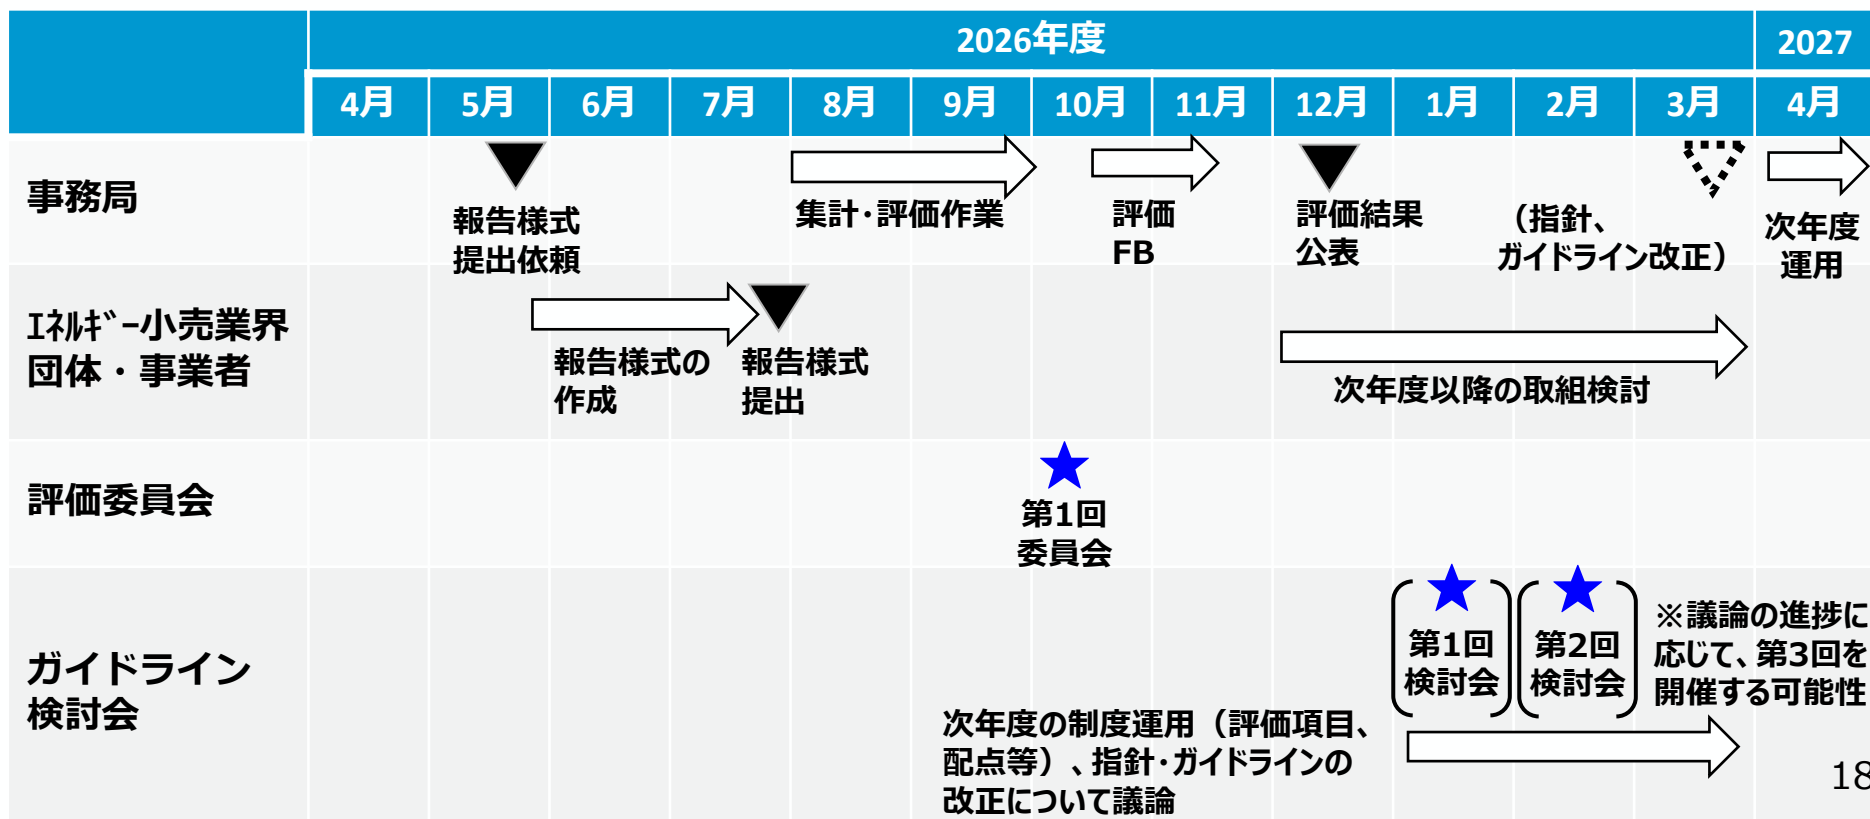 2026年度
2027
4月
5月
6月
7月
8月
9月
10月
11月
12月
1月
2月
3月
4月
事務局
報告様式
提出依頼
集計・評価作業
評価
FB
評価結果
公表
（指針、
ガイドライン改正）
次年度
運用
ｴﾈﾙｷﾞｰ小売業界
団体・事業者
報告様式の
作成
報告様式
提出
次年度以降の取組検討
評価委員会
第1回
委員会
ガイドライン
検討会
第1回
検討会
第2回
検討会
※議論の進捗に
応じて、第3回を
開催する可能性
次年度の制度運用（評価項目、
配点等）、指針・ガイドラインの
改正について議論
18